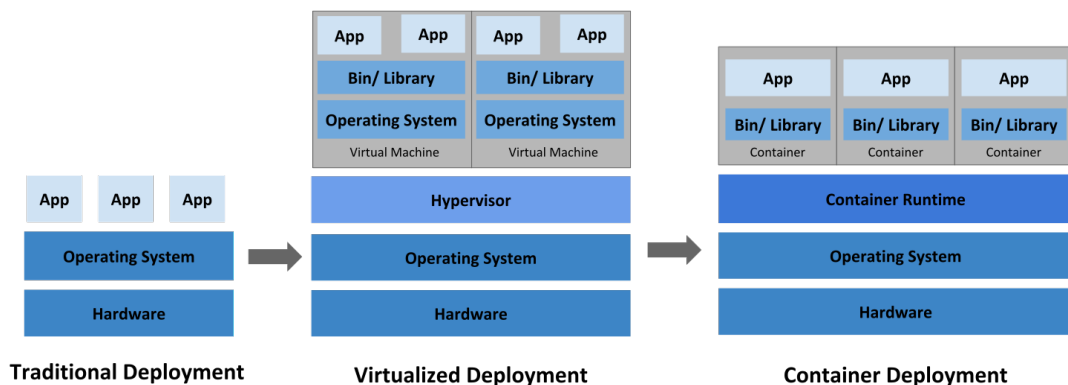 App
App
App
Operating System
Hardware
Traditional Deployment
App
App
Bin/ Library
Operating System
Virtual Machine
App
App
Bin/ Library
Operating System
Virtual Machine
Hypervisor
Operating System
Hardware
Virtualized Deployment
App
Bin/ Library
Container
App
Bin/ Library
Container
App
Bin/ Library
Container
Container Runtime
Operating System
Hardware
Container Deployment